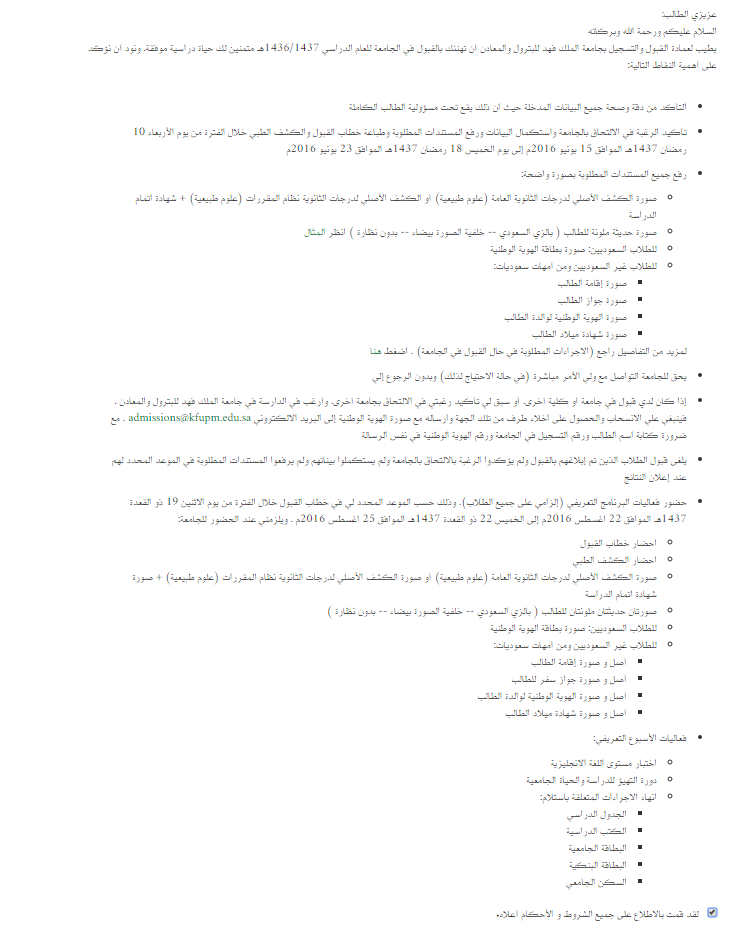 عزيزي الطالب:
السلام عليكم ورحمة الله وبركاته
يطيب لعمادة القبول والتسجيل بجامعة الملك فهد للبترول والمعادن ان تهنئك بالقبول في الجامعة للعام الدراسي 1436/1437هـ متمنين لك حياة دراسية موفقة. ونود ان نؤكد
على اهمية النقاط التالية:
التاكد من دقة وصحة جميع البيانات المدخلة حيث ان ذلك يقع تحت مسؤولية الطالب الكاملة
تاكيد الرغبة في الالتحاق بالجامعة واستكمال البيانات ورفع المستندات المطلوبة وطباعة خطاب القبول والكشف الطبي خلال الفترة من يوم الأربعاء 10
رمضان 1437هـ الموافق 15 يونيو 2016م إلى يوم الخميس 18 رمضان 1437هـ الموافق 23 يونيو 2016م
رفع جميع المستندات المطلوبة بصورة واضحة:
صورة الكشف الأصلي لدرجات الثانوية العامة (علوم طبيعية) او الكشف الأصلي لدرجات الثانوية نظام المقررات (علوم طبيعية) + شهادة اتمام
الدراسة
صورة حديثة ملونة للطالب ( بالزي السعودي -- خلفية الصورة بيضاء -- بدون نظارة ) انظر المثال
للطلاب السعوديين: صورة بطاقة الهوية الوطنية
للطلاب غير السعوديين ومن امهات سعوديات:
صورة إقامة الطالب
صورة جواز الطالب
صورة الهوية الوطنية لوالدة الطالب
صورة شهادة ميلاد الطالب
لمزيد من التفاصيل راجع (الاجراءات المطلوبة في حال القبول في الجامعة) . اضغط هنا
يحق للجامعة التواصل مع ولي الأمر مباشرة (في حالة الاحتياج لذلك) وبدون الرجوع إلي
إذا كان لدي قبول في جامعة او كلية اخرى، او سبق لي تاكيد رغبتي في الالتحاق بجامعة اخرى، وارغب في الدارسة في جامعة الملك فهد للبترول والمعادن .
فينبغي علي الانسحاب والحصول على اخلاء طرف من تلك الجهة وارساله مع صورة الهوية الوطنية إلى البريد الالكتروني admissions@kfupm.edu.sa . مع
ضرورة كتابة اسم الطالب ورقم التسجيل في الجامعة ورقم الهوية الوطنية في نفس الرسالة
يلغى قبول الطلاب الذين تم إبلاغهم بالقبول ولم يؤكدوا الرغبة بالالتحاق بالجامعة ولم يستكملوا بيناتهم ولم يرفعوا المستندات المطلوبة في الموعد المحدد لهم
عند إعلان النتائج
حضور فعاليات البرنامج التعريفي (إلزامي على جميع الطلاب)، وذلك حسب الموعد المحدد لي في خطاب القبول خلال الفترة من يوم الاثنين 19 ذو القعدة
1437هـ الموافق 22 اغسطس 2016م إلى الخميس 22 ذو القعدة 1437هـ الموافق 25 اغسطس 2016م . ويلزمني عند الحضور للجامعة:
احضار خطاب القبول
احضار الكشف الطبي
صورة الكشف الأصلي لدرجات الثانوية العامة (علوم طبيعية) او صورة الكشف الأصلي لدرجات الثانوية نظام المقررات (علوم طبيعية) + صورة
شهادة اتمام الدراسة
صورتان حديثتان ملونتان للطالب ( بالزي السعودي -- خلفية الصورة بيضاء -- بدون نظارة )
للطلاب السعوديين: صورة بطاقة الهوية الوطنية
للطلاب غير السعوديين ومن امهات سعوديات:
اصل و صورة إقامة الطالب
اصل و صورة جواز سفر للطالب
اصل و صورة الهوية الوطنية لوالدة الطالب
اصل و صورة شهادة ميلاد الطالب
فعاليات الأسبوع التعريفي:
اختبار مستوى اللغة الانجليزية
دورة التهيؤ للدراسة والحياة الجامعية
انهاء الاجراءات المتعلقة باستلام:
الجدول الدراسي
الكتب الدراسية
البطاقة الجامعية
البطاقة البنكية
السكن الجامعي
لقد قمت بالاطلاع على جميع الشروط و الأحكام اعلاه.